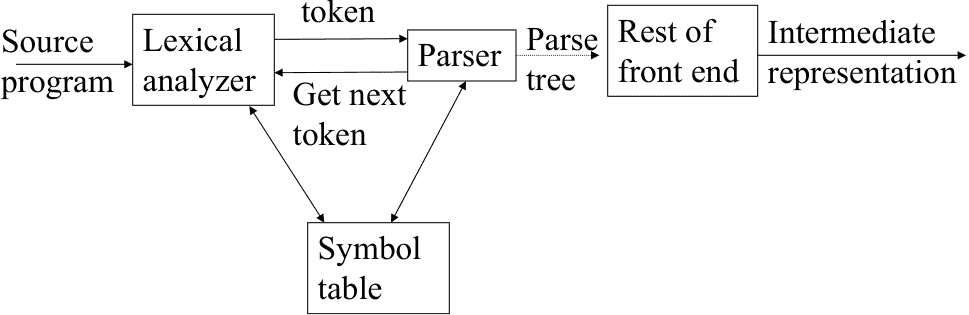 Source
program
Lexical
analyzer
token
Get next
token
Parser
Parse
tree
Rest of
front end
Intermediate
representation
Symbol
table